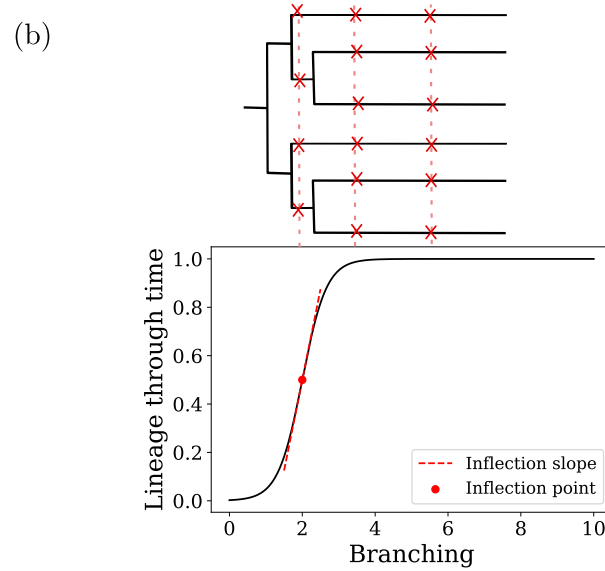 (b)
1.0
0.8
0.6
0.4
0.2
0.0
Lineage through time
Inflection slope
Inflection point
0 2 4 6 8 10
Branching